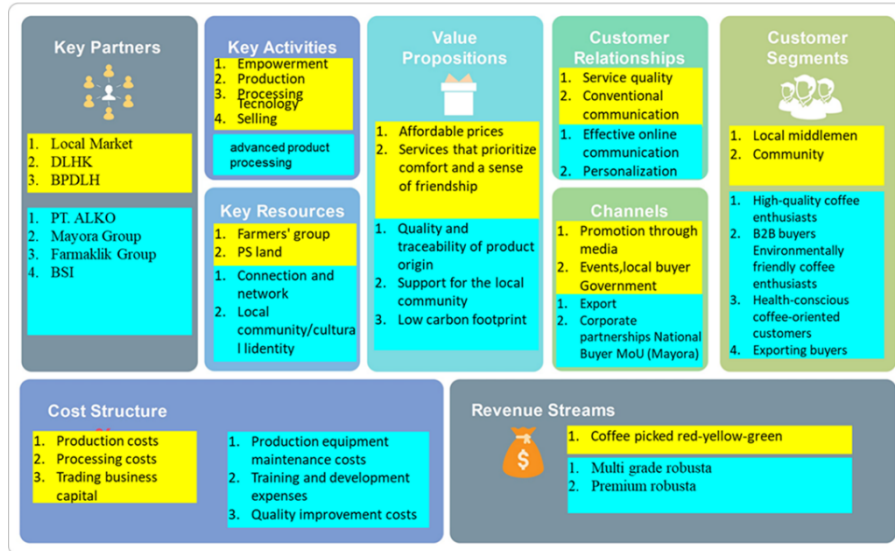 Key Partners
1. Local Market
2. DLHK
3. BPDLH
1. PT. ALKO
2. Mayora Group
3. Farmaklik Group
4. BSI
Key Activities
1. Empowerment
2. Production
3. Processing
Tecnology
4. Selling
advanced product
processing
Key Resources
1. Farmers' group
2. PS land
1. Connection and
network
2. Local
community/cultura
l Iidentity
Value
Propositions
1. Affordable prices
2. Services that prioritize
comfort and a sense
of friendship
1. Quality and
traceability of product
origin
2. Support for the local
community
3. Low carbon footprint
Customer
Relationships
1. Service quality
2. Conventional
communication
1. Effective online
communication
2. Personalization
Channels
1. Promotion through
media
2. Events,local buyer
Government
1. Export
2. Corporate
partnerships National
Buyer MoU (Mayora)
Customer
Segments
1. Local middlemen
2. Community
1. High-quality coffee
enthusiasts
2. B2B buyers
Environmentally
friendly coffee
enthusiasts
3. Health-conscious
coffee-oriented
customers
4. Exporting buyers
Cost Structure
1. Production costs
2. Processing costs
3. Trading business
capital
1. Production equipment
maintenance costs
2. Training and development
expenses
3. Quality improvement costs
Revenue Streams
$
1. Coffee picked red-yellow-green
1. Multi grade robusta
2. Premium robusta